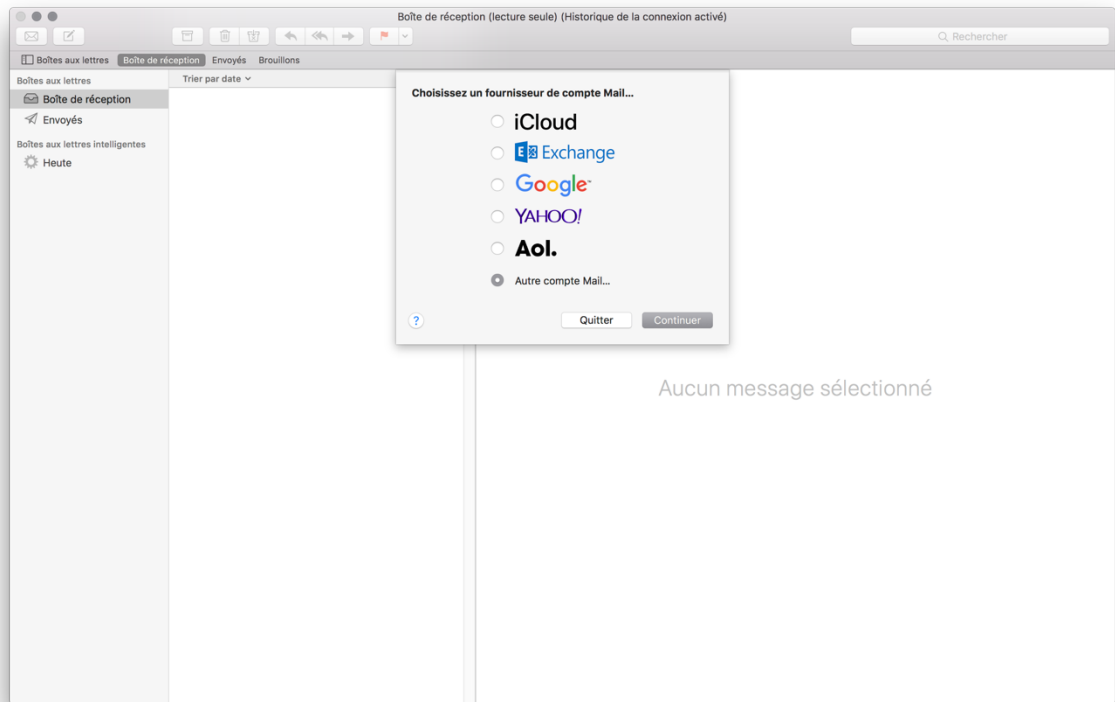 Boîte de réception (lecture seule) (Historique de la connexion activé)
Rechercher
Boîtes aux lettres Boîte de réception Envoyés Brouillons
Boîtes aux lettres
Boîte de réception
Envoyés
Boîtes aux lettres intelligentes
Heute
Trier par date
Choisissez un fournisseur de compte Mail...
iCloud
Exchange
Google™
YAHOO!
Aol.
Autre compte Mail...
?
Quitter Continuer
Aucun message sélectionné